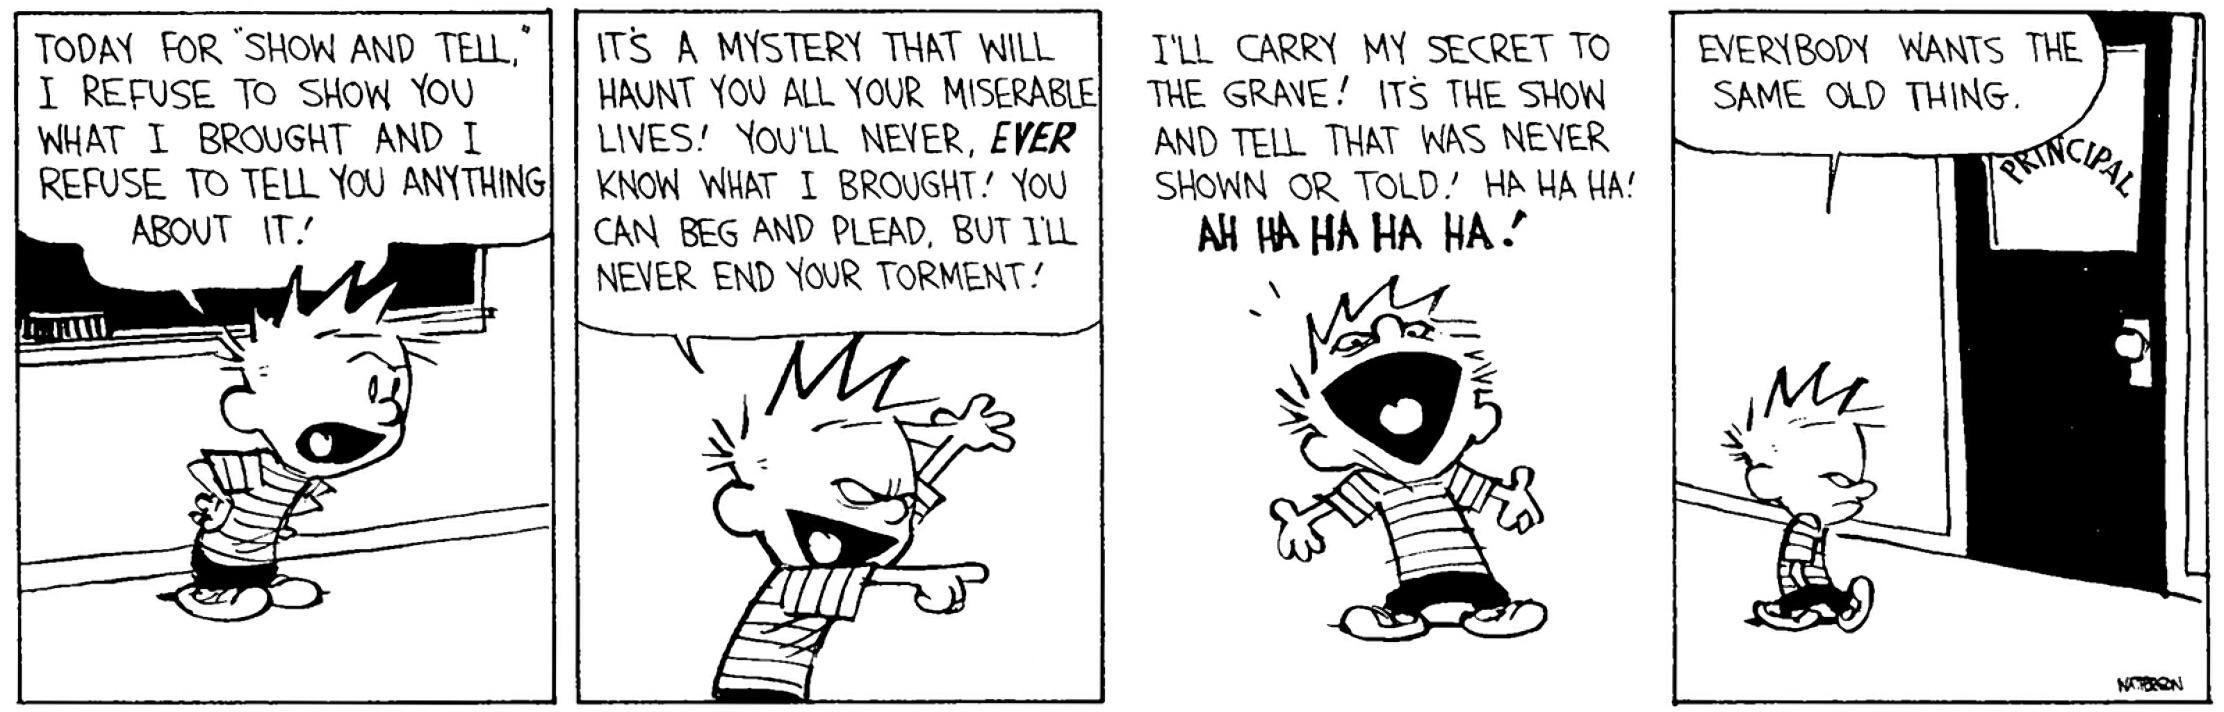 TODAY FOR "SHOW AND TELL,"
I REFUSE TO SHOW YOU
WHAT I BROUGHT AND I
REFUSE TO TELL YOU ANYTHING
ABOUT IT!
IT'S A MYSTERY THAT WILL
HAUNT YOU ALL YOUR MISERABLE
LIVES! YOU'LL NEVER, EVER
KNOW WHAT I BROUGHT! YOU
CAN BEG AND PLEAD, BUT I'LL
NEVER END YOUR TORMENT!
I'LL CARRY MY SECRET TO
THE GRAVE! IT'S THE SHOW
AND TELL THAT WAS NEVER
SHOWN OR TOLD! HA HA HA!
AH HA HA HA HA!
EVERYBODY WANTS THE
SAME OLD THING.
PRINCIPAL
WATTERSON